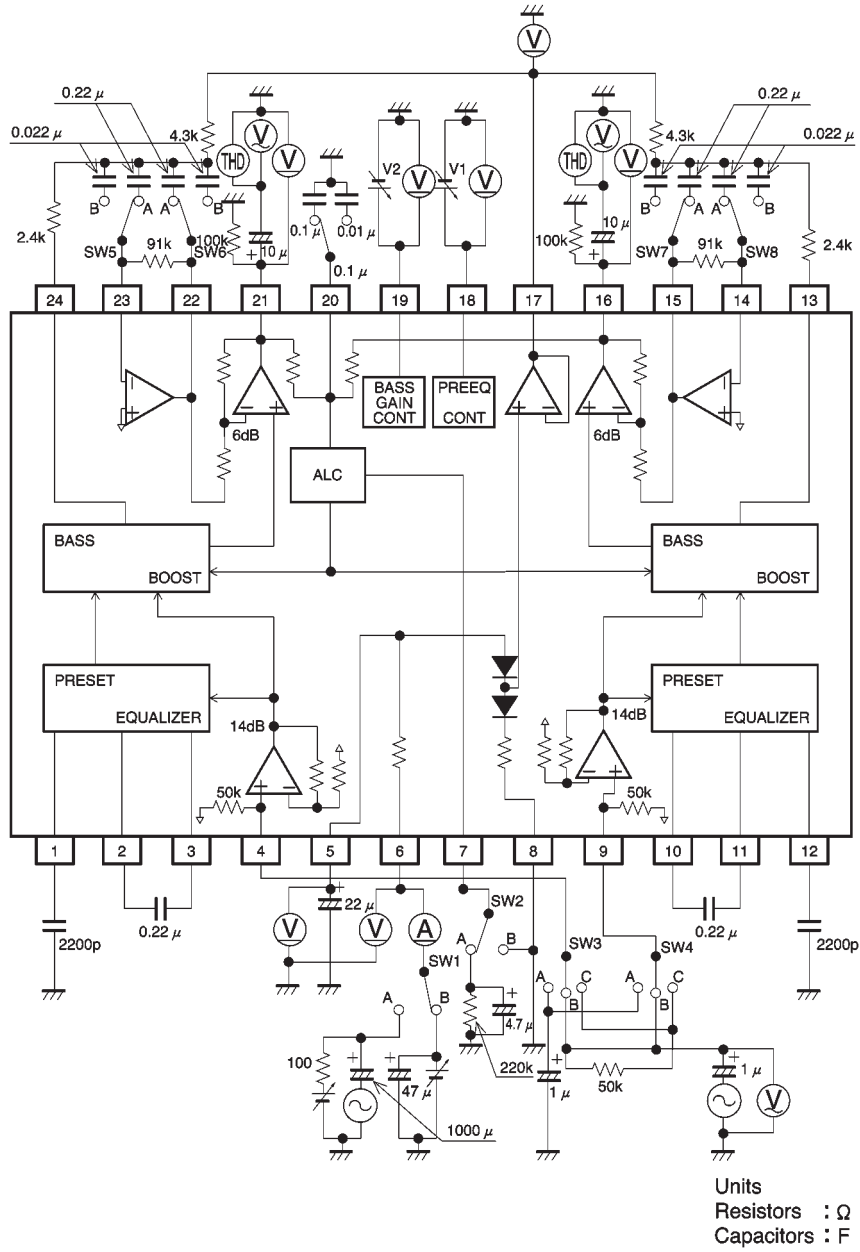 V
0.22 μ
0.22 μ
0.022 μ
4.3k
V
THD
V
V2
V
V1
V
THD
V
V
4.3k
0.022 μ
B
A
A
B
0.1 μ
0.01 μ
B
A
A
B
2.4k
SW5
91k
SW6
100k
10 μ
+
0.1 μ
100k
10 μ
+
SW7
91k
SW8
2.4k
24
23
22
21
20
19
18
17
16
15
14
13
BASS
GAIN
CONT
PREEQ
CONT
6dB
6dB
− +
− +
+ −
+ −
− +
− +
ALC
BASS
BOOST
BASS
BOOST
PRESET
EQUALIZER
PRESET
EQUALIZER
14dB
14dB
+ −
− +
50k
50k
1
2
3
4
5
6
7
8
9
10
11
12
2200p
0.22 μ
V
+
22 μ
V
A
SW1
SW2
A
B
SW3
SW4
0.22 μ
2200p
A
B
C
A
B
C
A
B
+
4.7 μ
220k
+
1 μ
50k
+
1 μ
V
100
+
+
47 μ
1000 μ
Units
Resistors : Ω
Capacitors : F